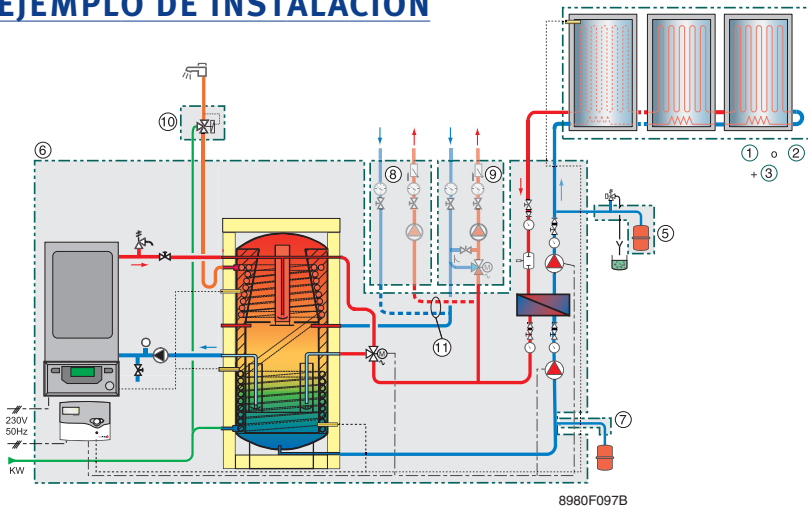 EJEMPLO DE INSTALACIÓN
10
6
8
9
1 o 2
+ 3
5
11
M
M
7
230V
50Hz
KW
8980F097B